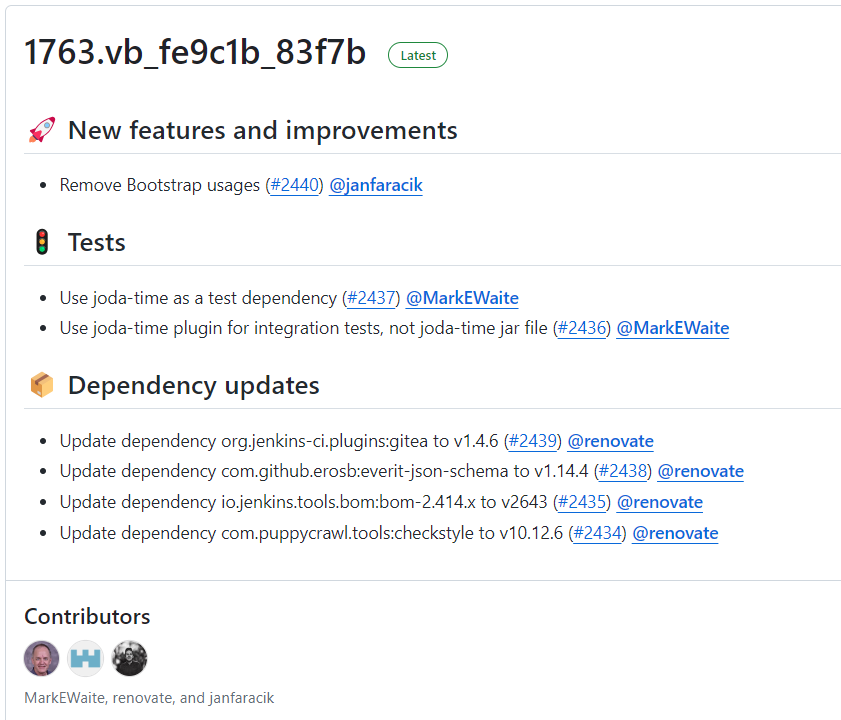 1763.vb_fe9c1b_83f7b Latest
New features and improvements
Remove Bootstrap usages (#2440) @janfaracik
Tests
Use joda-time as a test dependency (#2437) @MarkEWaite
Use joda-time plugin for integration tests, not joda-time jar file (#2436) @MarkEWaite
Dependency updates
Update dependency org.jenkins-ci.plugins:gitea to v1.4.6 (#2439) @renovate
Update dependency com.github.erosb:everit-json-schema to v1.14.4 (#2438) @renovate
Update dependency io.jenkins.tools.bom:bom-2.414.x to v2643 (#2435) @renovate
Update dependency com.puppycrawl.tools:checkstyle to v10.12.6 (#2434) @renovate
Contributors
MarkEWaite, renovate, and janfaracik